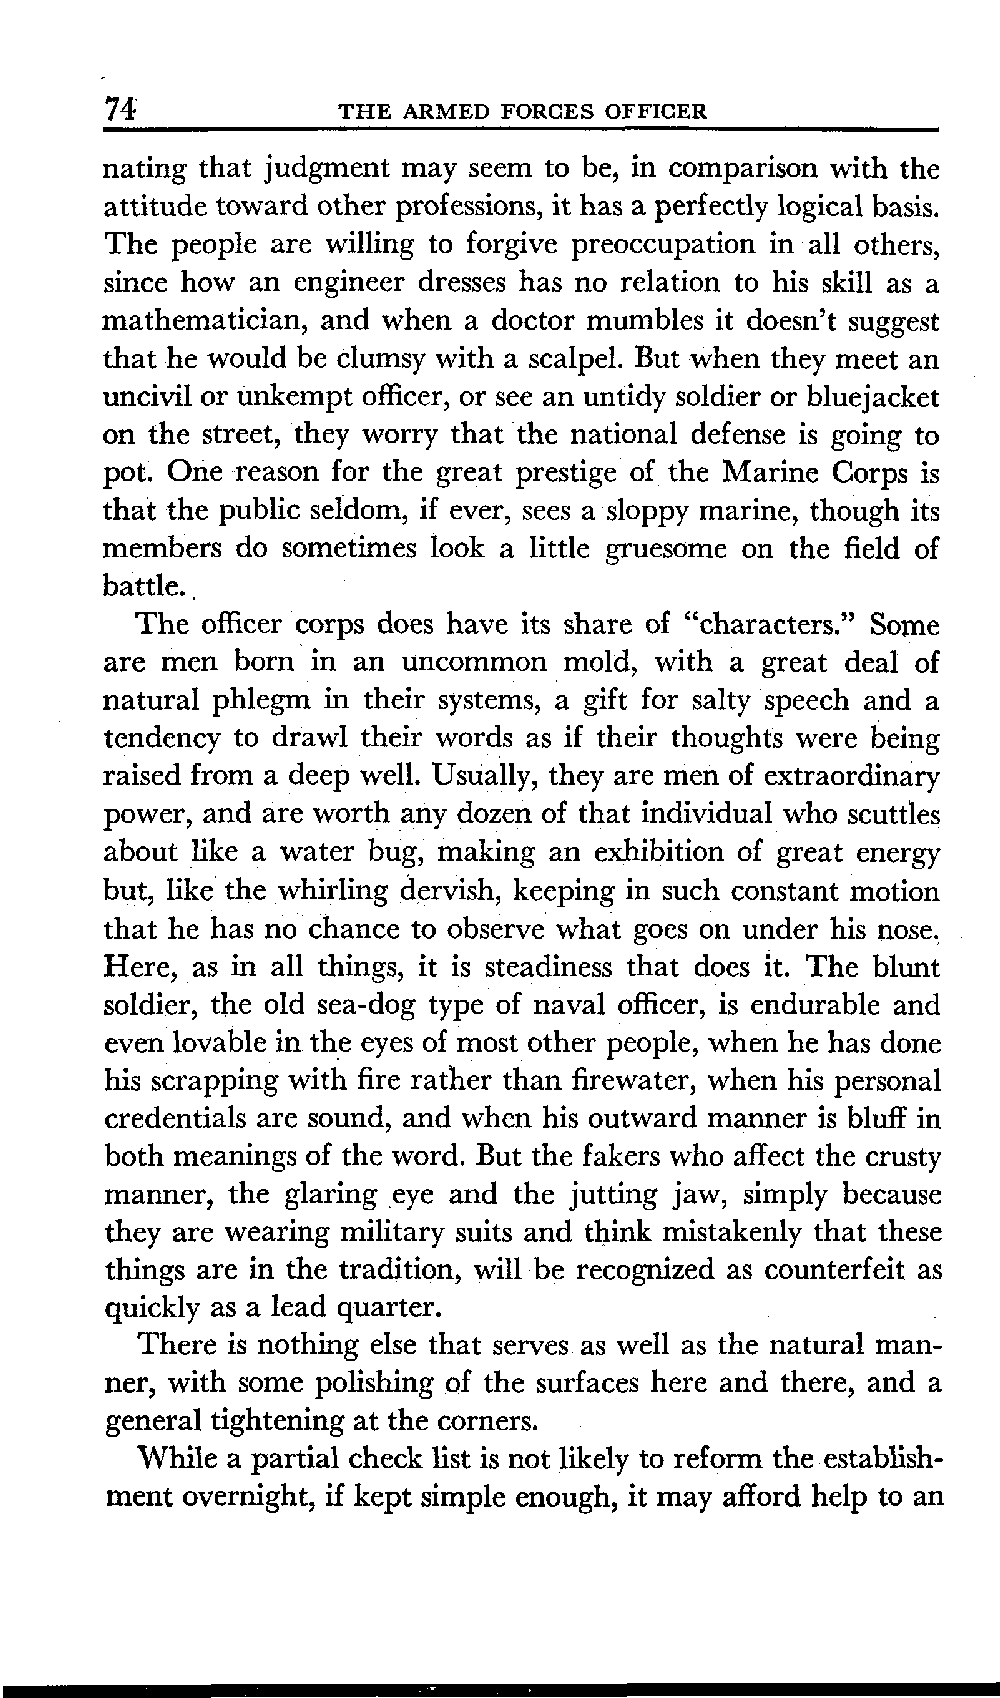 74 THE ARMED FORCES OFFICER
nating that judgment may seem to be, in comparison with the
attitude toward other professions, it has a perfectly logical basis.
The people are willing to forgive preoccupation in all others,
since how an engineer dresses has no relation to his skill as a
mathematician, and when a doctor mumbles it doesn't suggest
that he would be clumsy with a scalpel. But when they meet an
uncivil or unkempt officer, or see an untidy soldier or bluejacket
on the street, they worry that the national defense is going to
pot. One reason for the great prestige of the Marine Corps is
that the public seldom, if ever, sees a sloppy marine, though its
members do sometimes look a little gruesome on the field of
battle.
The officer corps does have its share of “characters.” Some
are men born in an uncommon mold, with a great deal of
natural phlegm in their systems, a gift for salty speech and a
tendency to drawl their words as if their thoughts were being
raised from a deep well. Usually, they are men of extraordinary
power, and are worth any dozen of that individual who scuttles
about like a water bug, making an exhibition of great energy
but, like the whirling dervish, keeping in such constant motion
that he has no chance to observe what goes on under his nose.
Here, as in all things, it is steadiness that does it. The blunt
soldier, the old sea-dog type of naval officer, is endurable and
even lovable in the eyes of most other people, when he has done
his scrapping with fire rather than firewater, when his personal
credentials are sound, and when his outward manner is bluff in
both meanings of the word. But the fakers who affect the crusty
manner, the glaring eye and the jutting jaw, simply because
they are wearing military suits and think mistakenly that these
things are in the tradition, will be recognized as counterfeit as
quickly as a lead quarter.
There is nothing else that serves as well as the natural man-
ner, with some polishing of the surfaces here and there, and a
general tightening at the corners.
While a partial check list is not likely to reform the establish-
ment overnight, if kept simple enough, it may afford help to an